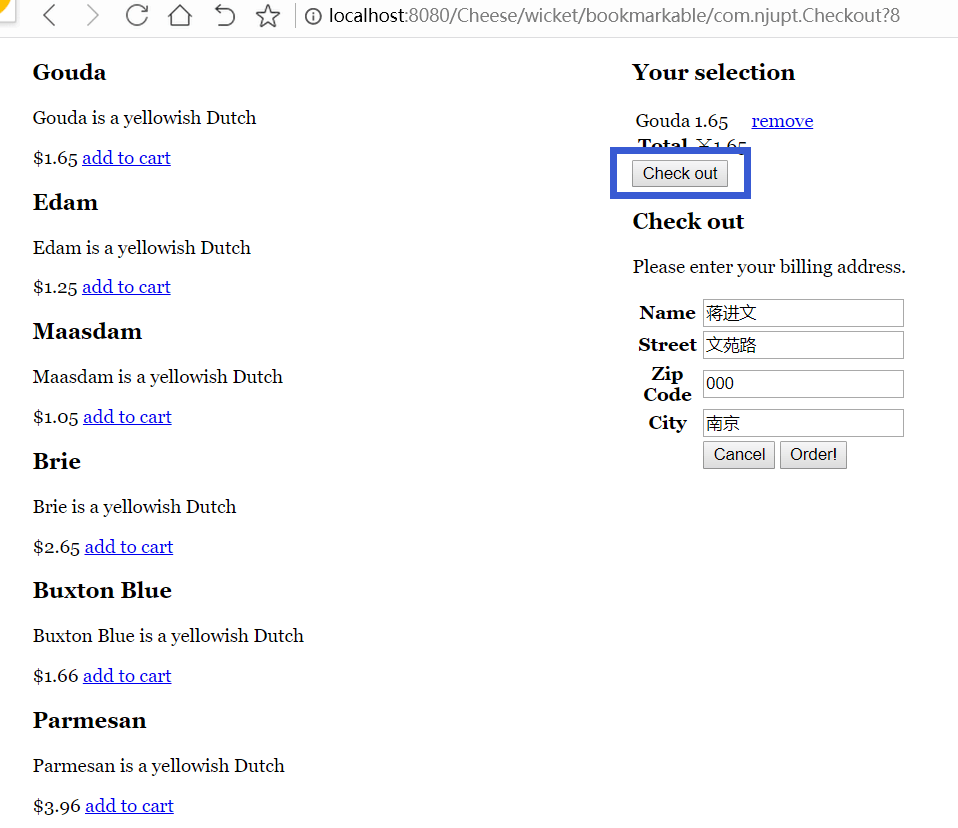 localhost:8080/Cheese/wicket/bookmarkable/com.njupt.Checkout?8
Gouda
Gouda is a yellowish Dutch
$1.65 add to cart
Edam
Edam is a yellowish Dutch
$1.25 add to cart
Maasdam
Maasdam is a yellowish Dutch
$1.05 add to cart
Brie
Brie is a yellowish Dutch
$2.65 add to cart
Buxton Blue
Buxton Blue is a yellowish Dutch
$1.66 add to cart
Parmesan
Parmesan is a yellowish Dutch
$3.96 add to cart
Your selection
Gouda 1.65 remove
Total ¥1.65
Check out
Check out
Please enter your billing address.
Name 蒋进文
Street 文苑路
Zip
Code 000
City 南京
Cancel Order!